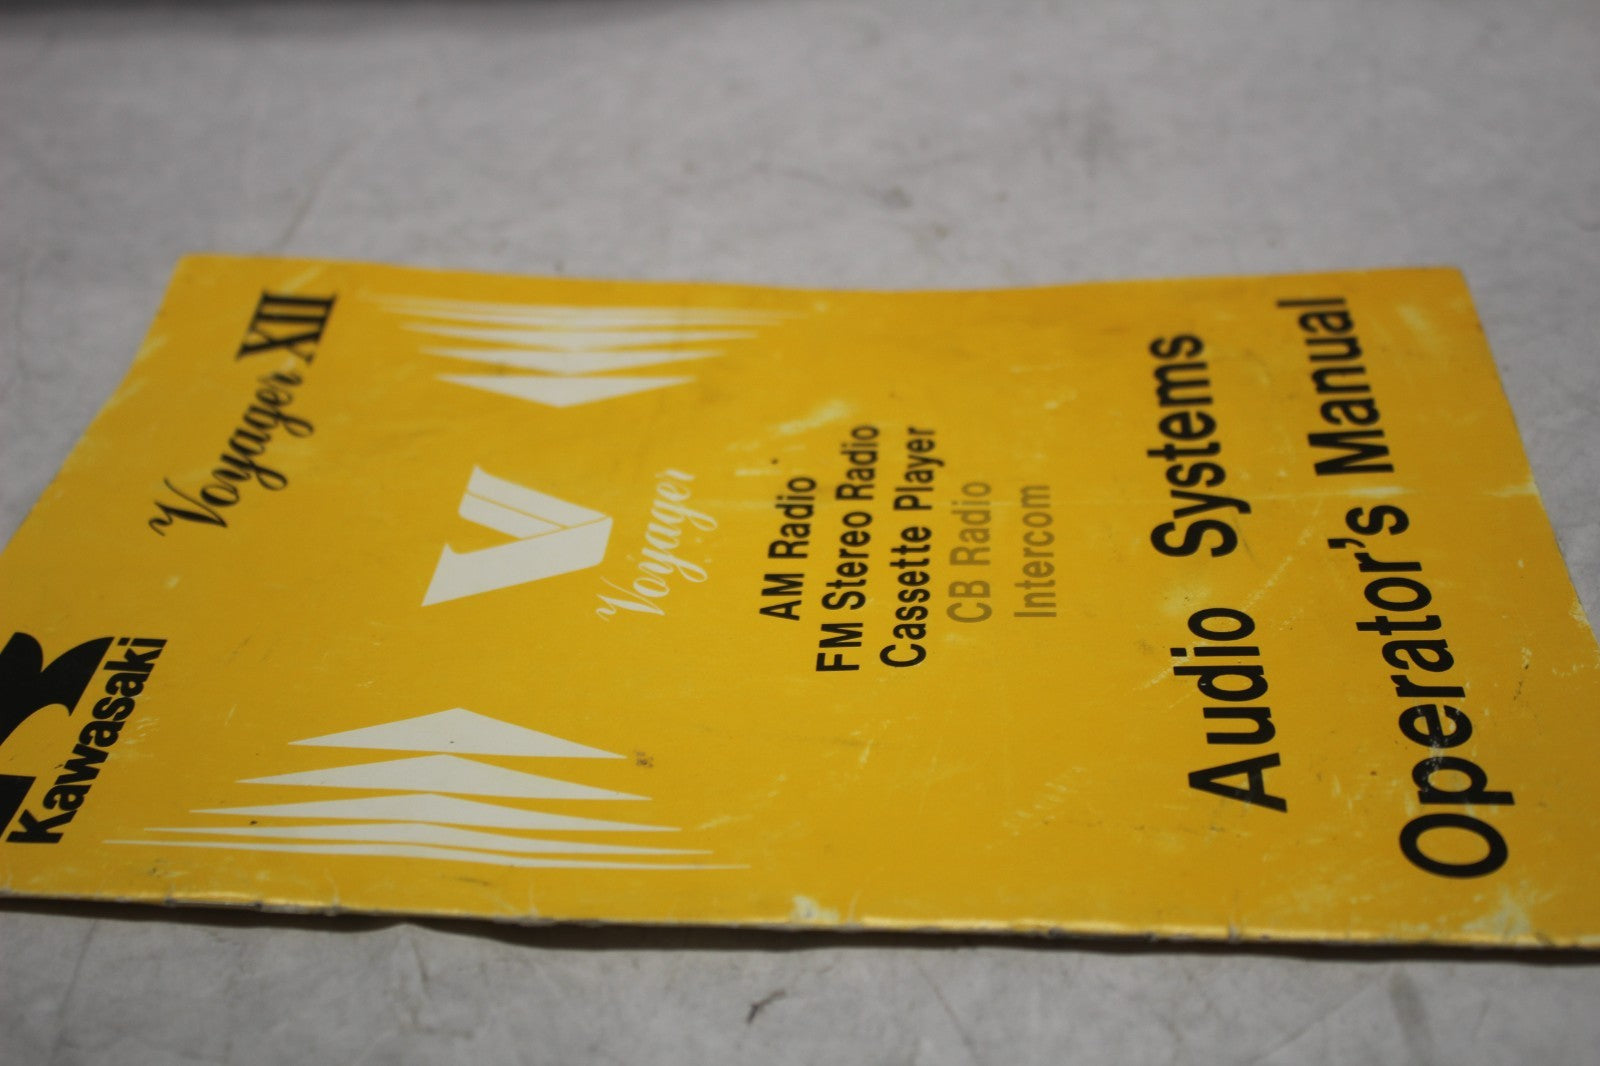 Kawasaki
Voyager XII
Voyager
AM Radio
FM Stereo Radio
Cassette Player
CB Radio
Intercom
Audio Systems
Operator's Manual